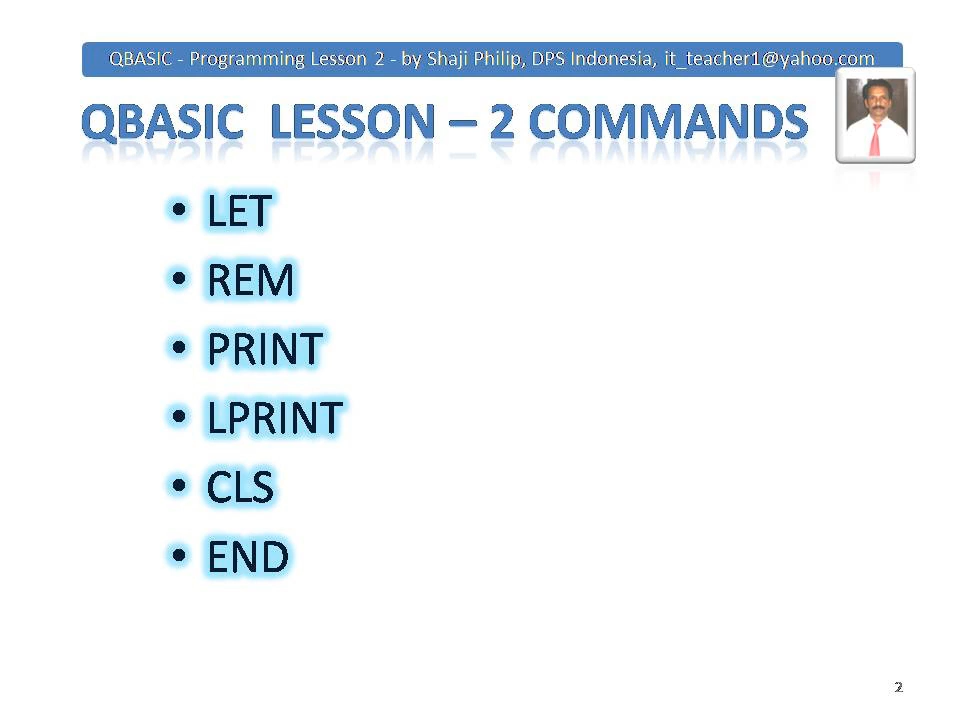 QBASIC - Programming Lesson 2 - by Shaji Philip, DPS Indonesia, it_teacher1@yahoo.com
QBASIC LESSON – 2 COMMANDS
• LET
• REM
• PRINT
• LPRINT
• CLS
• END
2